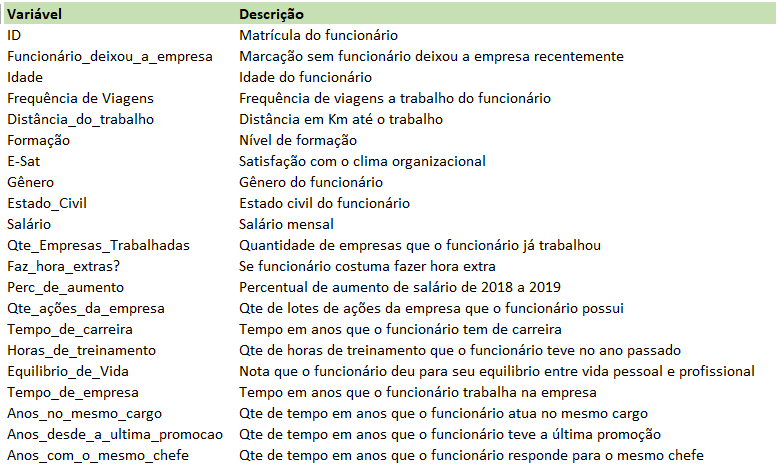 Variável Descrição
ID Matrícula do funcionário
Funcionário_deixou_a_empresa Marcação sem funcionário deixou a empresa recentemente
Idade Idade do funcionário
Frequência de Viagens Frequência de viagens a trabalho do funcionário
Distância_do_trabalho Distância em Km até o trabalho
Formação Nível de formação
E-Sat Satisfação com o clima organizacional
Gênero Gênero do funcionário
Estado_Civil Estado civil do funcionário
Salário Salário mensal
Qte_Empresas_Trabalhadas Quantidade de empresas que o funcionário já trabalhou
Faz_hora_extras? Se funcionário costuma fazer hora extra
Perc_de_aumento Percentual de aumento de salário de 2018 a 2019
Qte_ações_da_empresa Qte de lotes de ações da empresa que o funcionário possui
Tempo_de_carreira Tempo em anos que o funcionário tem de carreira
Horas_de_treinamento Qte de horas de treinamento que o funcionário teve no ano passado
Equilibrio_de_Vida Nota que o funcionário deu para seu equilibrio entre vida pessoal e profissional
Tempo_de_empresa Tempo em anos que o funcionário trabalha na empresa
Anos_no_mesmo_cargo Qte de tempo em anos que o funcionário atua no mesmo cargo
Anos_desde_a_ultima_promocao Qte de tempo em anos que o funcionário teve a última promoção
Anos_com_o_mesmo_chefe Qte de tempo em anos que o funcionário responde para o mesmo chefe